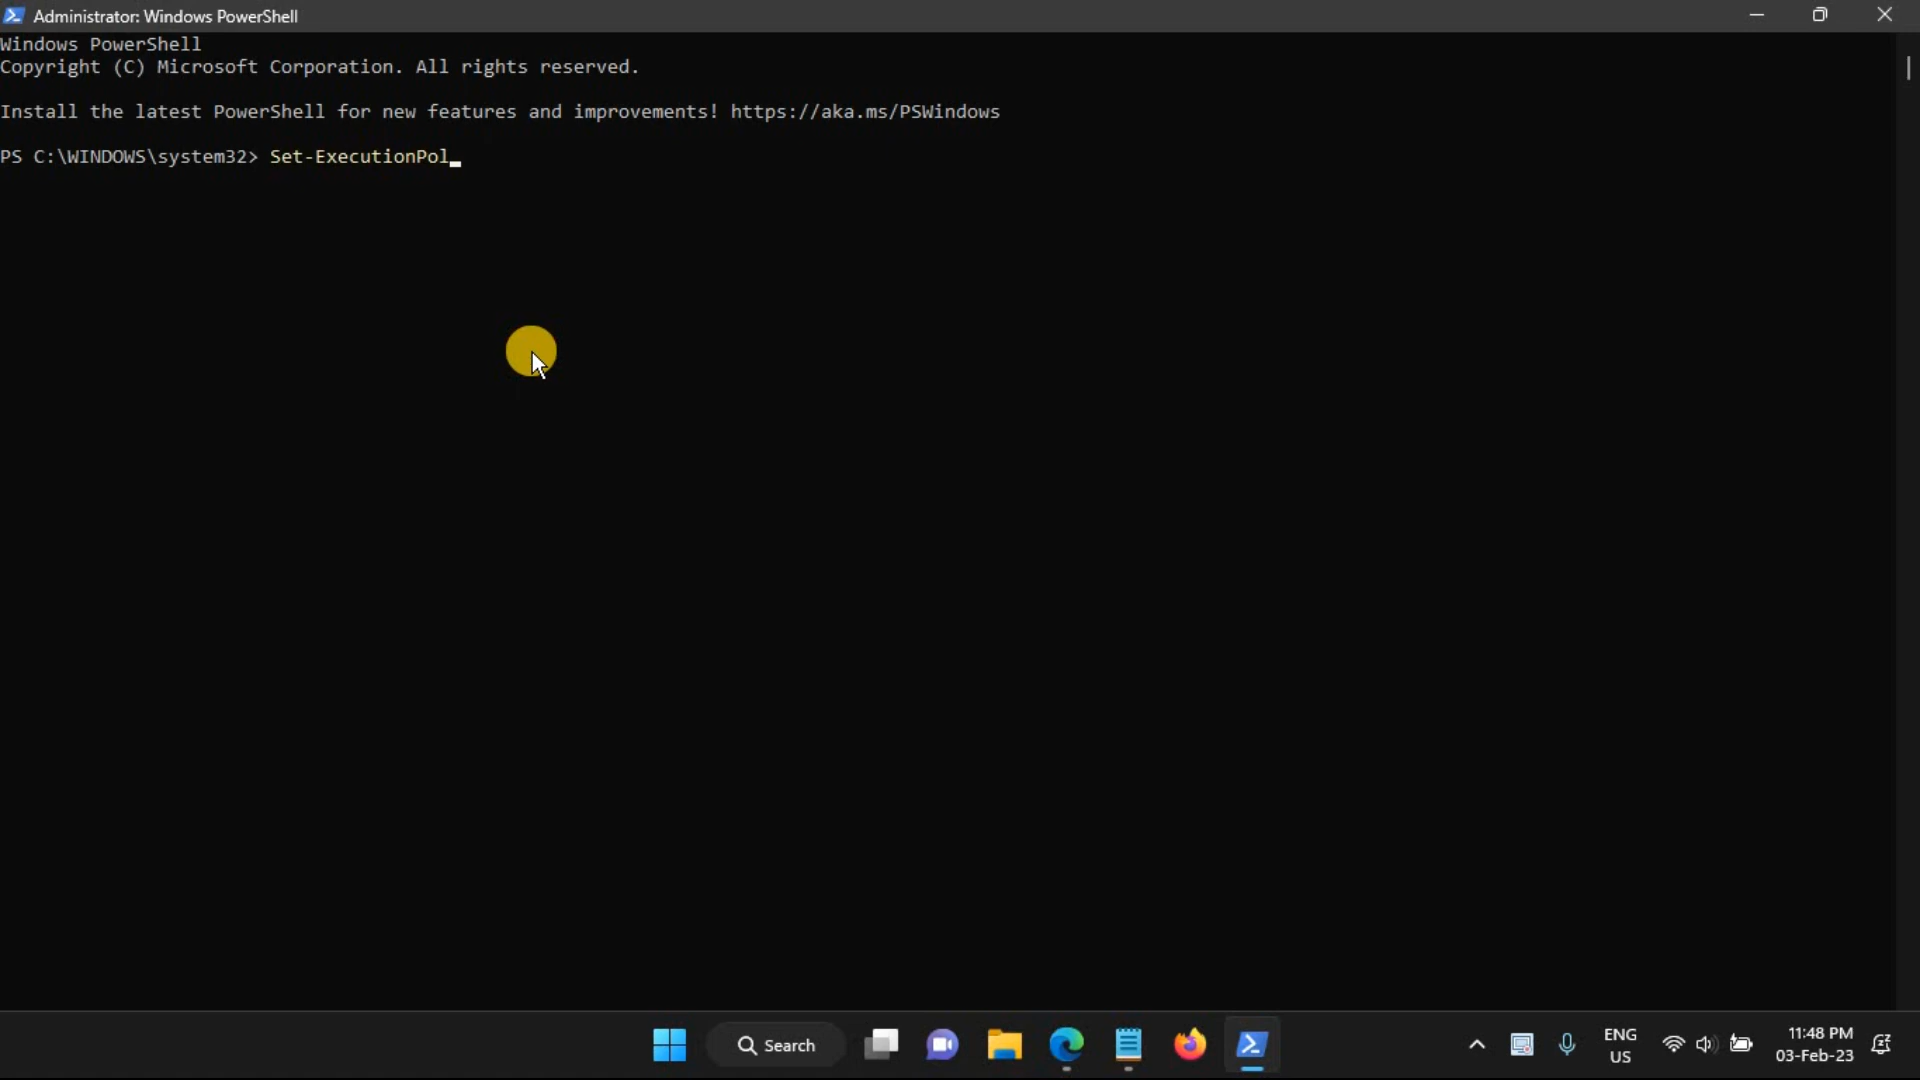 Administrator: Windows PowerShell
Windows PowerShell
Copyright (C) Microsoft Corporation. All rights reserved.
Install the latest PowerShell for new features and improvements! https://aka.ms/PSWindows
PS C:\WINDOWS\system32> Set-ExecutionPol_
Search
ENG
US
11:48 PM
03-Feb-23